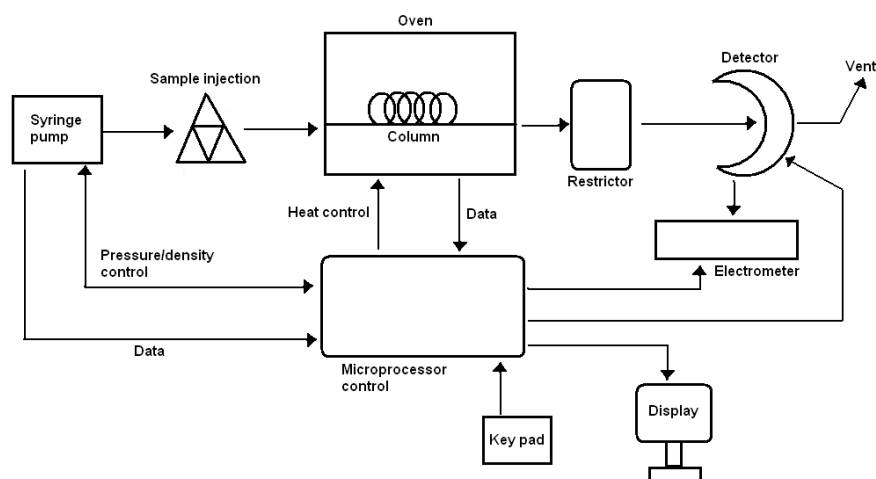 Oven
Sample injection
Detector
Vent
Syringe
pump
Column
Restrictor
Heat control
Data
Pressure/density
control
Electrometer
Data
Microprocessor
control
Key pad
Display